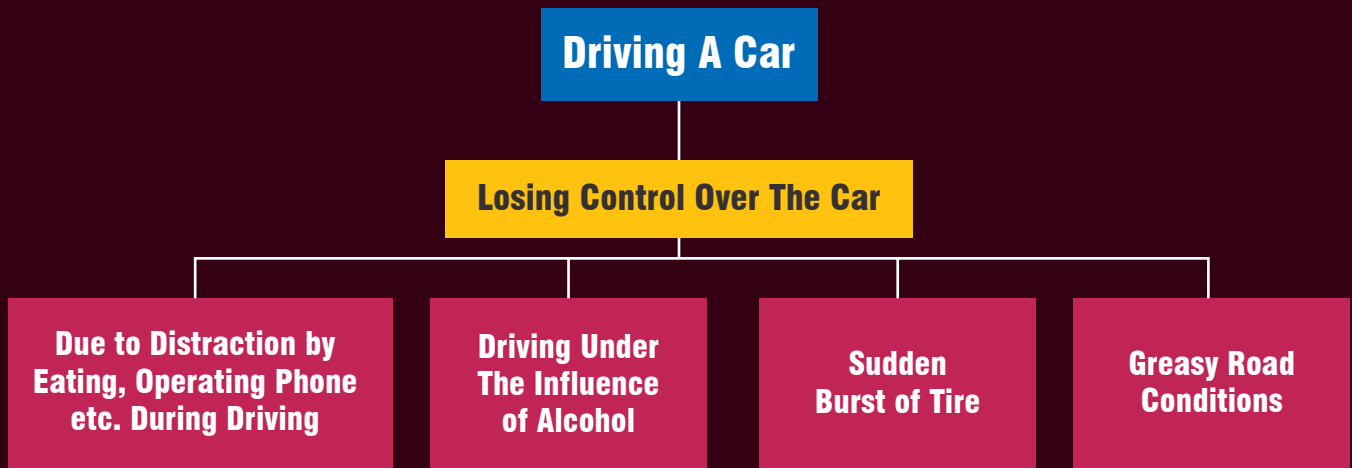 Driving A Car
Losing Control Over The Car
Due to Distraction by
Eating, Operating Phone
etc. During Driving
Driving Under
The Influence
of Alcohol
Sudden
Burst of Tire
Greasy Road
Conditions